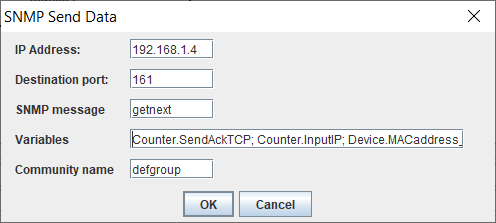 SNMP Send Data
IP Address: 192.168.1.4
Destination port: 161
SNMP message getnext
Variables Counter.SendAckTCP; Counter.InputIP; Device.MACaddress_
Community name defgroup
OK Cancel